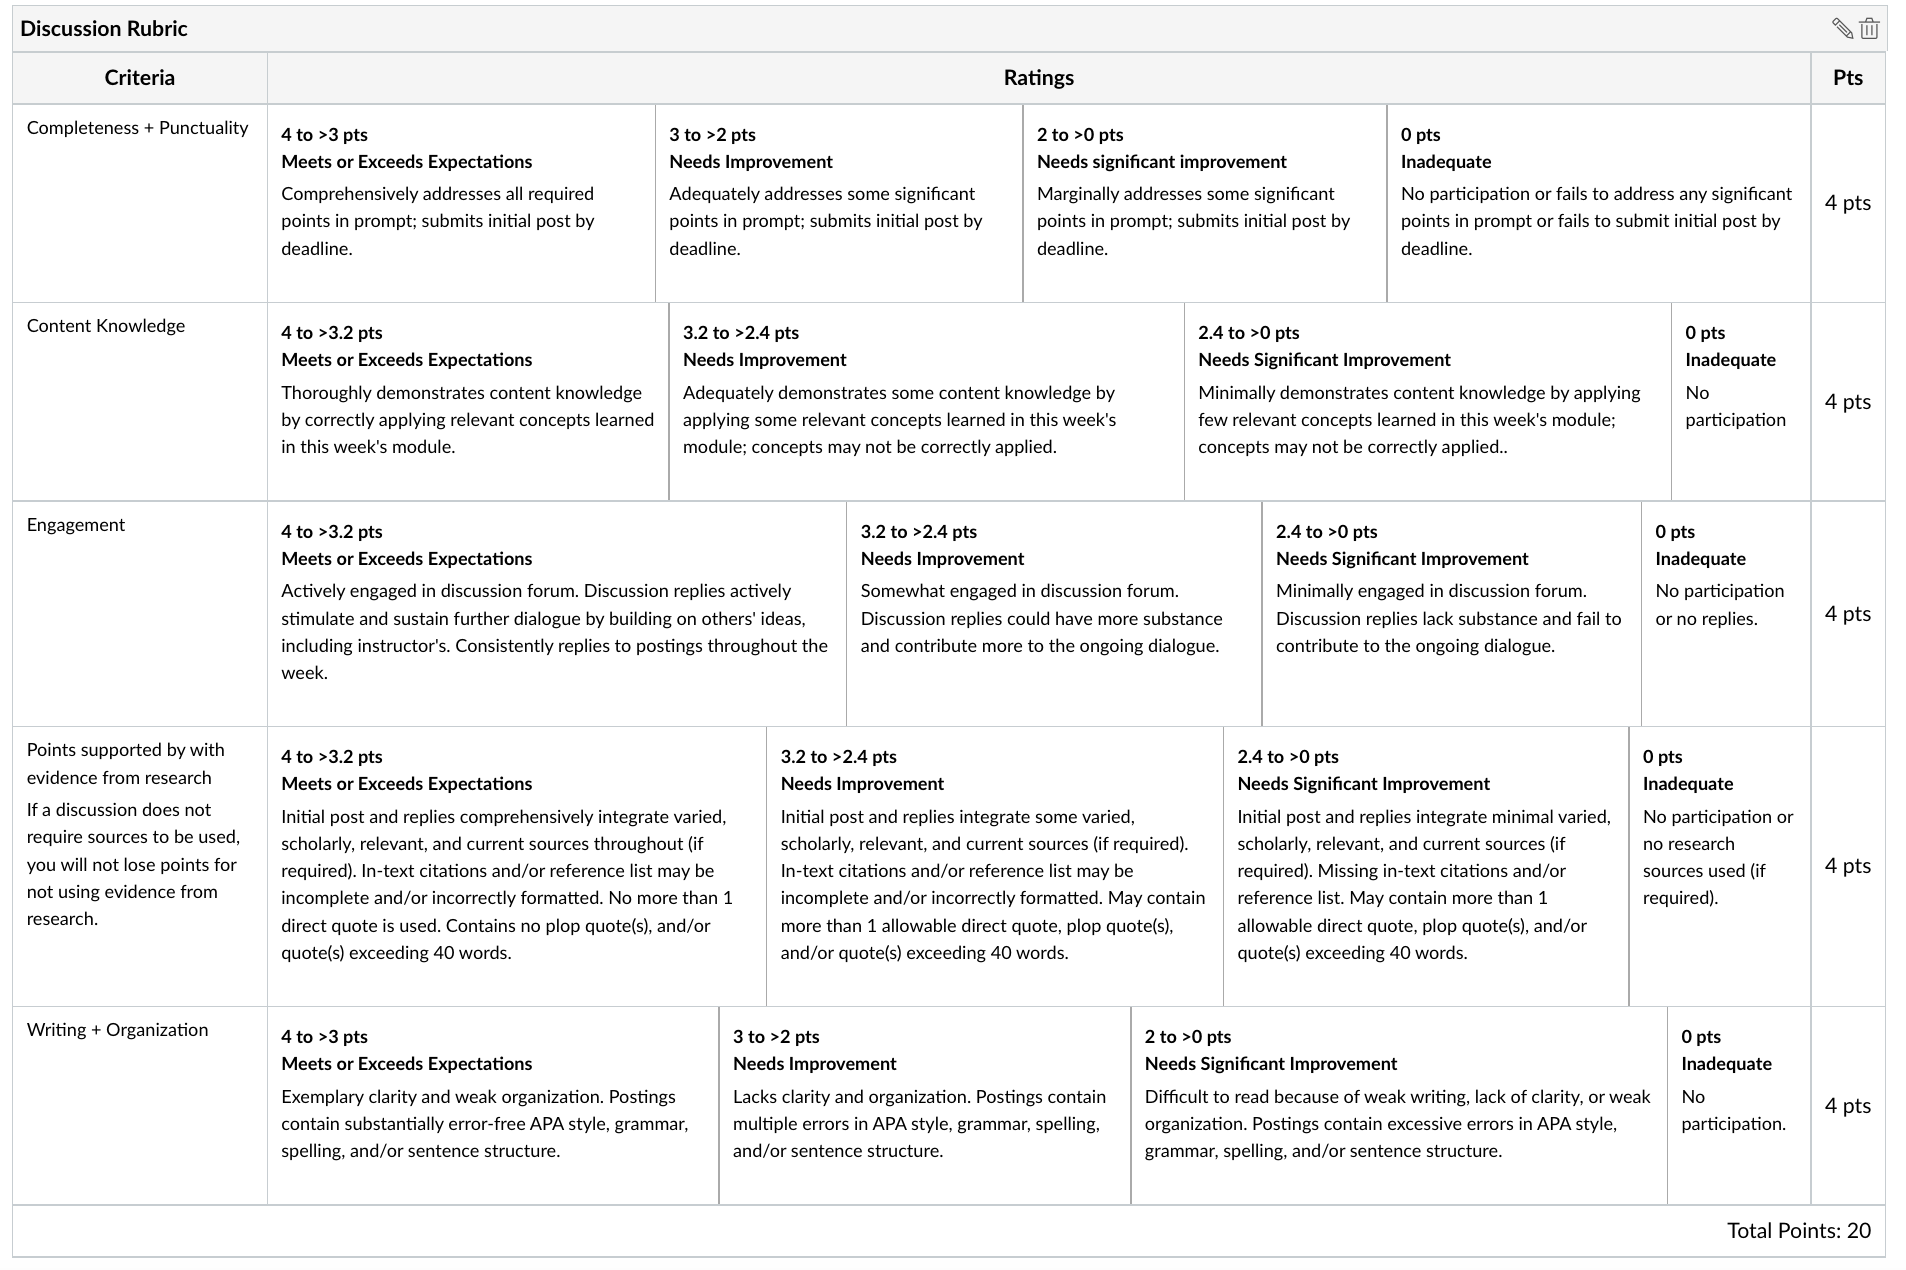 Discussion Rubric
Criteria
Ratings
Pts
Completeness + Punctuality
4 to >3 pts
Meets or Exceeds Expectations
Comprehensively addresses all required
points in prompt; submits initial post by
deadline.
3 to >2 pts
Needs Improvement
Adequately addresses some significant
points in prompt; submits initial post by
deadline.
2 to >0 pts
Needs significant improvement
Marginally addresses some significant
points in prompt; submits initial post by
deadline.
0 pts
Inadequate
No participation or fails to address any significant
points in prompt or fails to submit initial post by
deadline.
4 pts
Content Knowledge
4 to >3.2 pts
Meets or Exceeds Expectations
Thoroughly demonstrates content knowledge
by correctly applying relevant concepts learned
in this week's module.
3.2 to >2.4 pts
Needs Improvement
Adequately demonstrates some content knowledge by
applying some relevant concepts learned in this week's
module; concepts may not be correctly applied.
2.4 to >0 pts
Needs Significant Improvement
Minimally demonstrates content knowledge by applying
few relevant concepts learned in this week's module;
concepts may not be correctly applied..
0 pts
Inadequate
No
participation
4 pts
Engagement
4 to >3.2 pts
Meets or Exceeds Expectations
Actively engaged in discussion forum. Discussion replies actively
stimulate and sustain further dialogue by building on others' ideas,
including instructor's. Consistently replies to postings throughout the
week.
3.2 to >2.4 pts
Needs Improvement
Somewhat engaged in discussion forum.
Discussion replies could have more substance
and contribute more to the ongoing dialogue.
2.4 to >0 pts
Needs Significant Improvement
Minimally engaged in discussion forum.
Discussion replies lack substance and fail to
contribute to the ongoing dialogue.
0 pts
Inadequate
No participation
or no replies.
4 pts
Points supported by with
evidence from research
If a discussion does not
require sources to be used,
you will not lose points for
not using evidence from
research.
4 to >3.2 pts
Meets or Exceeds Expectations
Initial post and replies comprehensively integrate varied,
scholarly, relevant, and current sources throughout (if
required). In-text citations and/or reference list may be
incomplete and/or incorrectly formatted. No more than 1
direct quote is used. Contains no plop quote(s), and/or
quote(s) exceeding 40 words.
3.2 to >2.4 pts
Needs Improvement
Initial post and replies integrate some varied,
scholarly, relevant, and current sources (if required).
In-text citations and/or reference list may be
incomplete and/or incorrectly formatted. May contain
more than 1 allowable direct quote, plop quote(s),
and/or quote(s) exceeding 40 words.
2.4 to >0 pts
Needs Significant Improvement
Initial post and replies integrate minimal varied,
scholarly, relevant, and current sources (if
required). Missing in-text citations and/or
reference list. May contain more than 1
allowable direct quote, plop quote(s), and/or
quote(s) exceeding 40 words.
0 pts
Inadequate
No participation or
no research
sources used (if
required).
4 pts
Writing + Organization
4 to >3 pts
Meets or Exceeds Expectations
Exemplary clarity and weak organization. Postings
contain substantially error-free APA style, grammar,
spelling, and/or sentence structure.
3 to >2 pts
Needs Improvement
Lacks clarity and organization. Postings contain
multiple errors in APA style, grammar, spelling,
and/or sentence structure.
2 to >0 pts
Needs Significant Improvement
Difficult to read because of weak writing, lack of clarity, or weak
organization. Postings contain excessive errors in APA style,
grammar, spelling, and/or sentence structure.
0 pts
Inadequate
No
participation.
4 pts
Total Points: 20